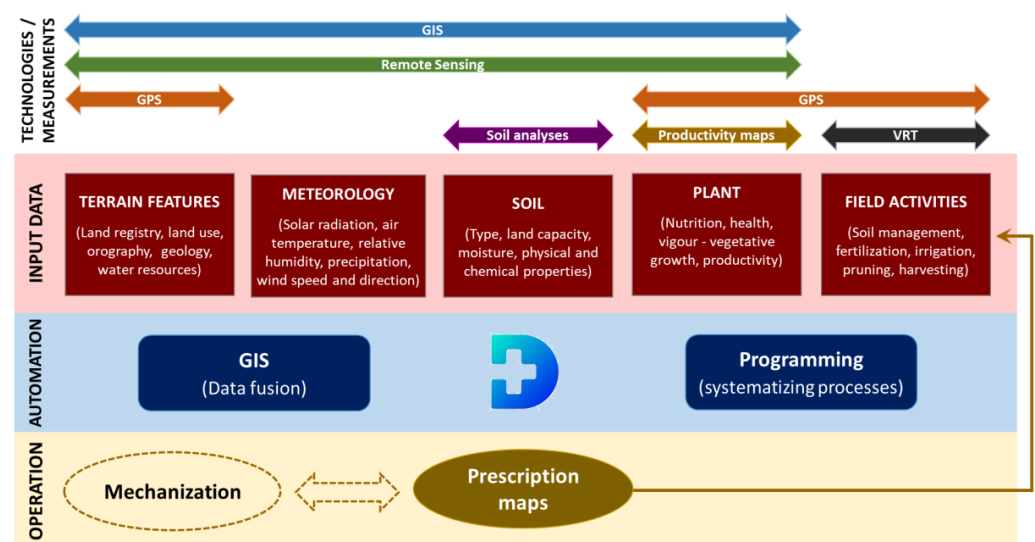 TECHNOLOGIES /
MEASUREMENTS
GIS
Remote Sensing
GPS
GPS
Soil analyses
Productivity maps
VRT
INPUT DATA
TERRAIN FEATURES
(Land registry, land use,
orography, geology,
water resources)
METEOROLOGY
(Solar radiation, air
temperature, relative
humidity, precipitation,
wind speed and direction)
SOIL
(Type, land capacity,
moisture, physical and
chemical properties)
PLANT
(Nutrition, health,
vigour - vegetative
growth, productivity)
FIELD ACTIVITIES
(Soil management,
fertilization, irrigation,
pruning, harvesting)
AUTOMATION
GIS
(Data fusion)
Programming
(systematizing processes)
OPERATION
Mechanization
Prescription
maps